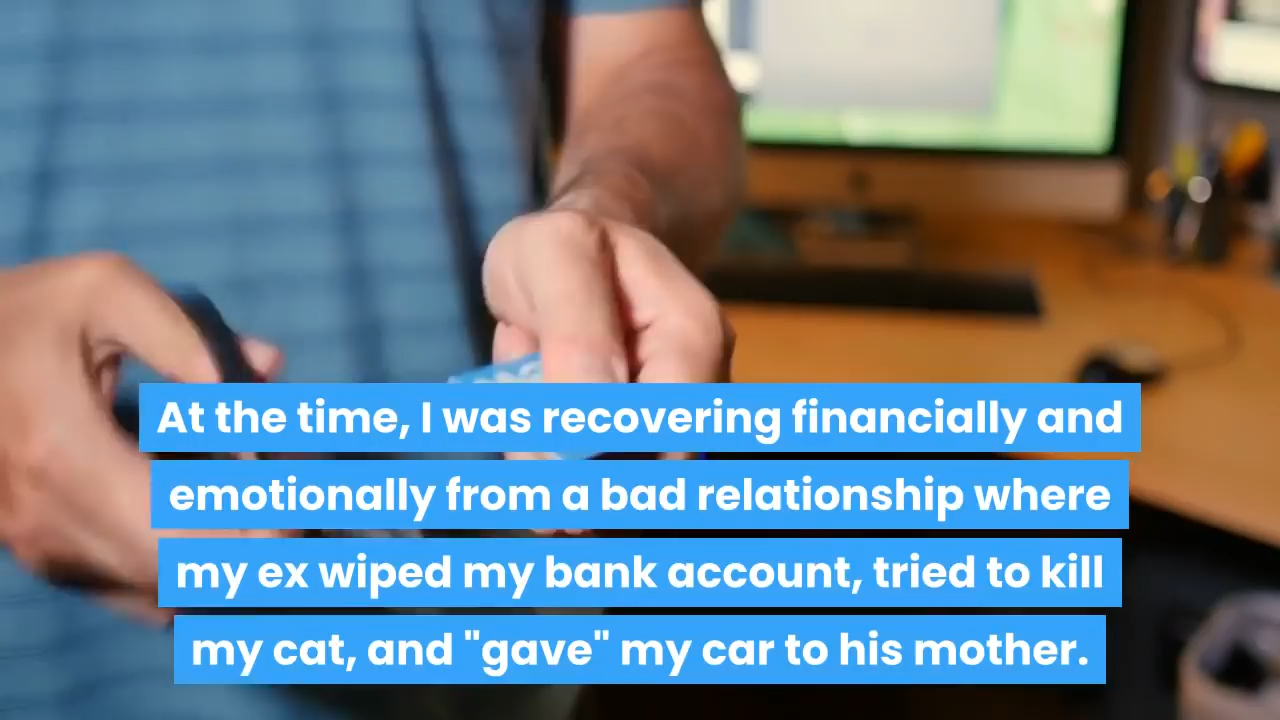 At the time, I was recovering financially and
emotionally from a bad relationship where
my ex wiped my bank account, tried to kill
my cat, and "gave" my car to his mother.